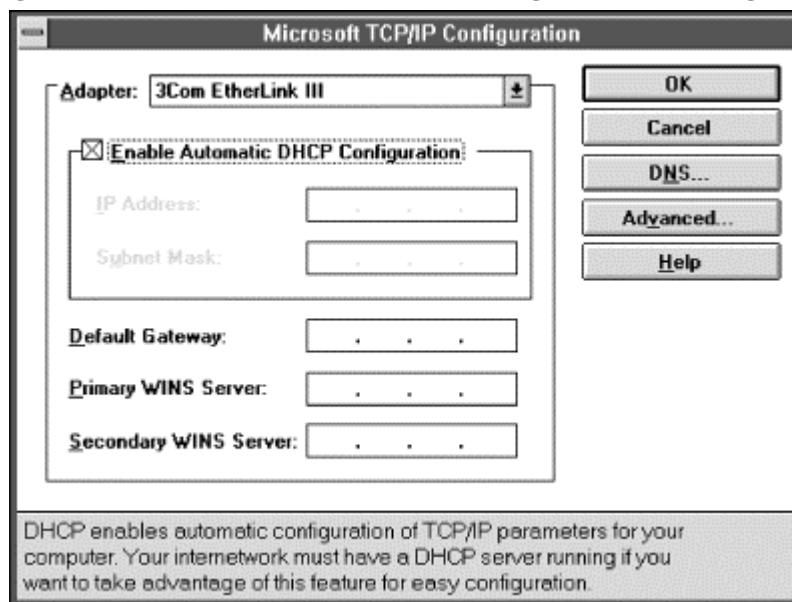 Microsoft TCP/IP Configuration
Adapter: 3Com EtherLink III
OK
Cancel
Enable Automatic DHCP Configuration
DNS...
IP Address:
Advanced...
Subnet Mask:
Help
Default Gateway:
Primary WINS Server:
Secondary WINS Server:
DHCP enables automatic configuration of TCP/IP parameters for your
computer. Your internetwork must have a DHCP server running if you
want to take advantage of this feature for easy configuration.